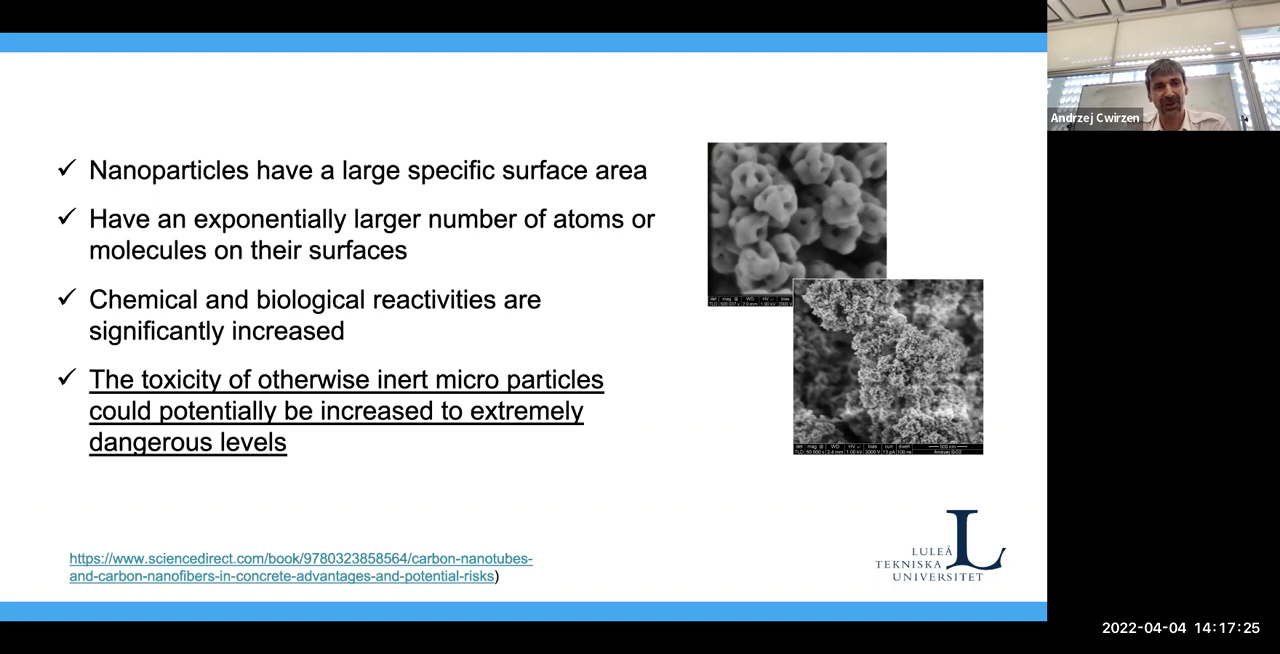 Andrzej Cwirzen
✓ Nanoparticles have a large specific surface area
✓ Have an exponentially larger number of atoms or
molecules on their surfaces
✓ Chemical and biological reactivities are
significantly increased
✓ The toxicity of otherwise inert micro particles
could potentially be increased to extremely
dangerous levels
https://www.sciencedirect.com/book/9780323858564/carbon-nanotubes-
and-carbon-nanofibers-in-concrete-advantages-and-potential-risks)
LULEÅ
TEKNISKA
UNIVERSITET
2022-04-04 14:17:25